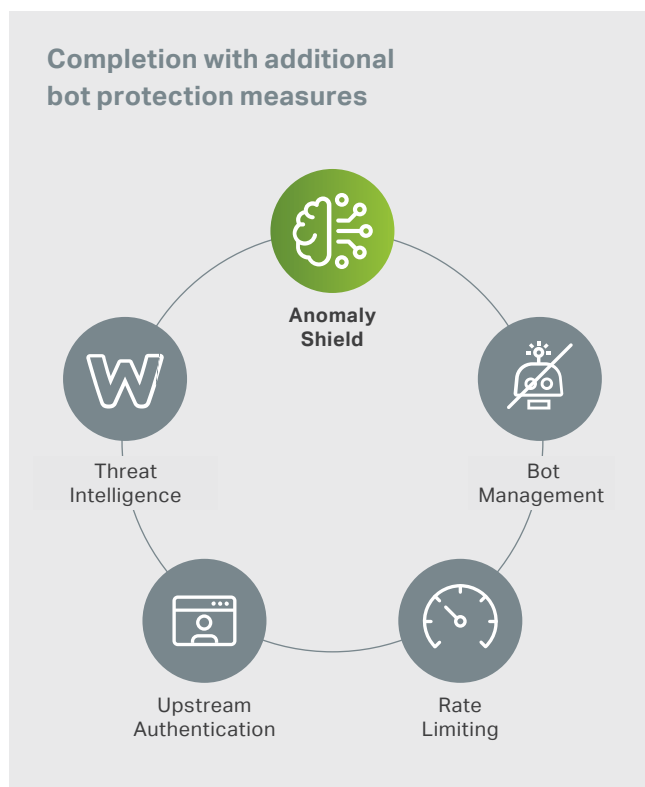 Completion with additional
bot protection measures
Anomaly
Shield
W
Threat
Intelligence
Bot
Management
Upstream
Authentication
Rate
Limiting